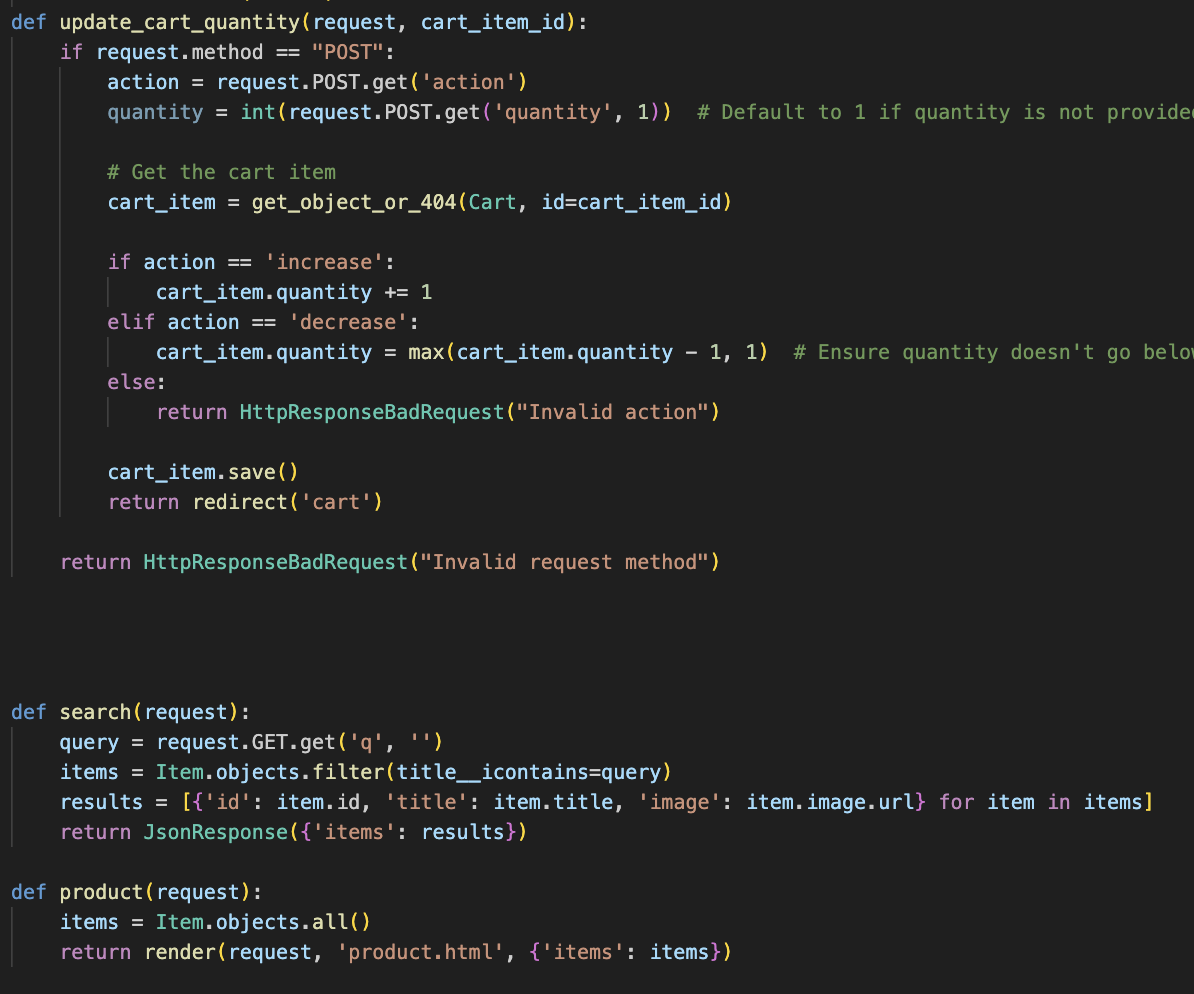 def update_cart_quantity(request, cart_item_id):
    if request.method == "POST":
        action = request.POST.get('action')
        quantity = int(request.POST.get('quantity', 1))  # Default to 1 if quantity is not provided
        # Get the cart item
        cart_item = get_object_or_404(Cart, id=cart_item_id)
        if action == 'increase':
            cart_item.quantity += 1
        elif action == 'decrease':
            cart_item.quantity = max(cart_item.quantity - 1, 1)  # Ensure quantity doesn't go
        else:
            return HttpResponseBadRequest("Invalid action")
        cart_item.save()
        return redirect('cart')
    return HttpResponseBadRequest("Invalid request method")
def search(request):
    query = request.GET.get('q', '')
    items = Item.objects.filter(title__icontains=query)
    results = [{'id': item.id, 'title': item.title, 'image': item.image.url} for item in items]
    return JsonResponse({'items': results})
def product(request):
    items = Item.objects.all()
    return render(request, 'product.html', {'items': items})